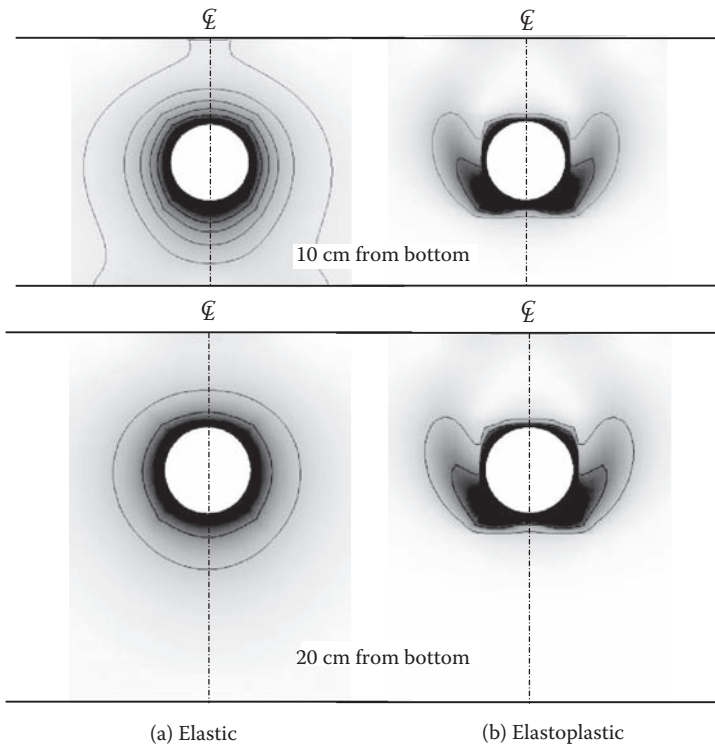 ℄ ℄
10 cm from bottom
℄ ℄
20 cm from bottom
(a) Elastic (b) Elastoplastic